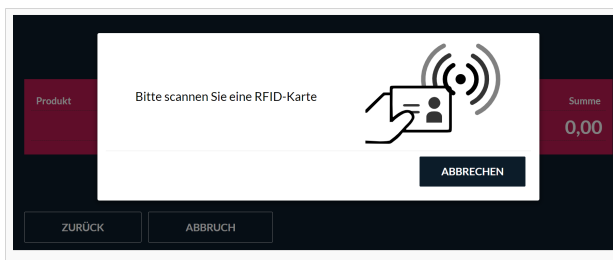 Bitte scannen Sie eine RFID-Karte
Produkt
Summe
0,00
ABBRECHEN
ZURÜCK
ABBRUCH